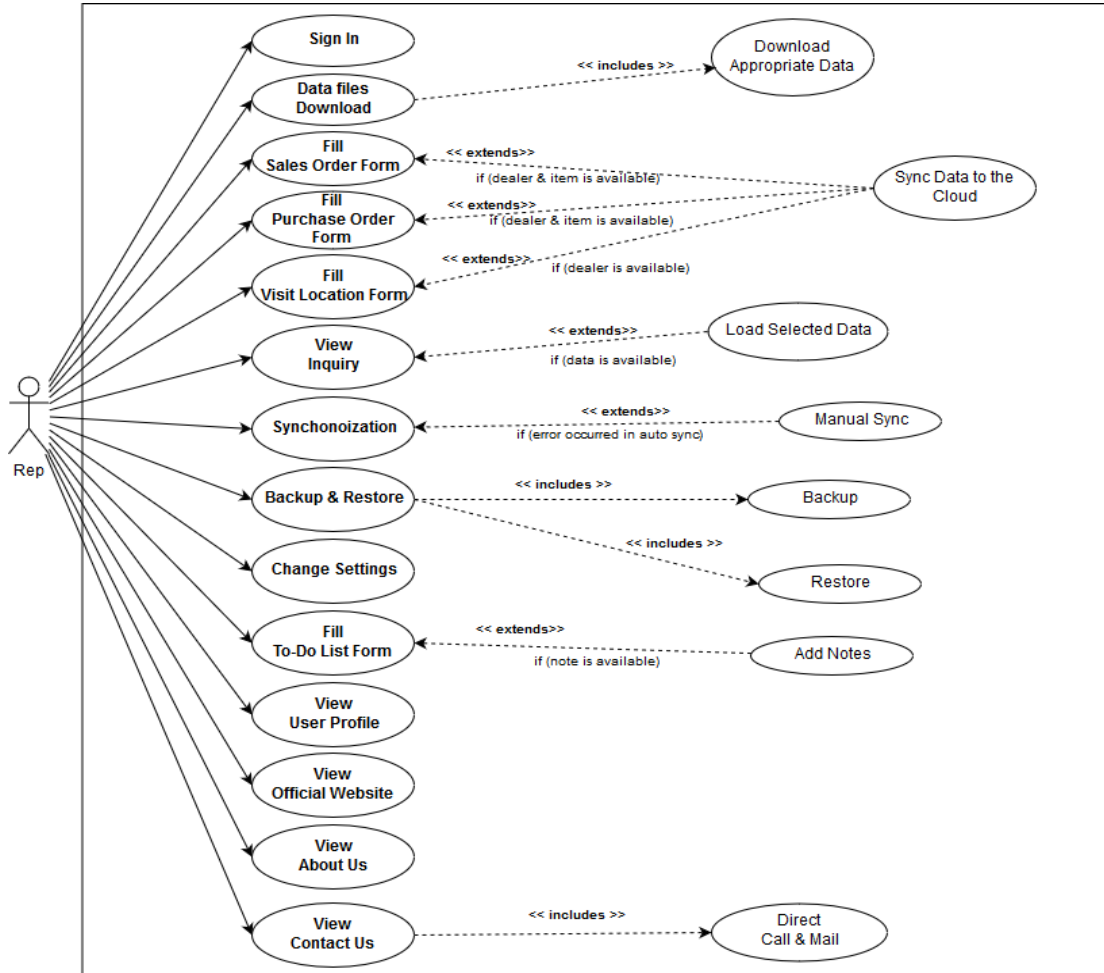 Sign In
Download
Appropriate Data
<< includes >>
Data files
Download
Fill
Sales Order Form
<< extends>>
if (dealer & item is available)
Sync Data to the
Cloud
Fill
Purchase Order
Form
<< extends>>
if (dealer & item is available)
Fill
Visit Location Form
<< extends>>
if (dealer is available)
View
Inquiry
<< extends>>
if (data is available)
Load Selected Data
Rep
Synchonoization
<< extends>>
if (error occurred in auto sync)
Manual Sync
Backup & Restore
<< includes >>
Backup
<< includes >>
Restore
Change Settings
Fill
To-Do List Form
<< extends>>
if (note is available)
Add Notes
View
User Profile
View
Official Website
View
About Us
View
Contact Us
<< includes >>
Direct
Call & Mail